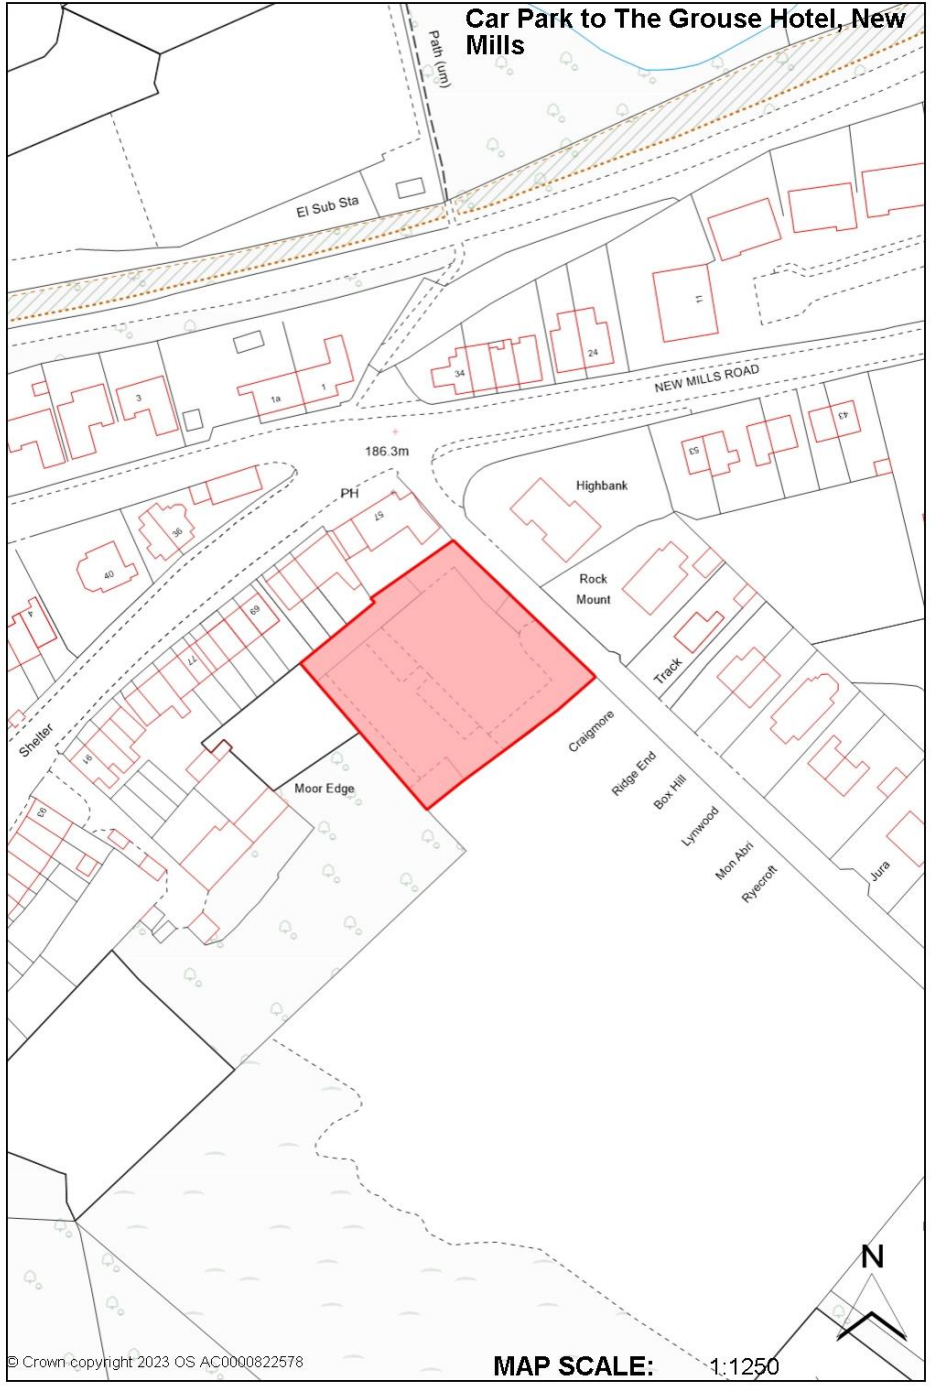 Car Park to The Grouse Hotel, New
Mills
Path (um)
El Sub Sta
11
24
34
1
1a
3
NEW MILLS ROAD
43
53
186.3m
PH
57
Highbank
36
40
4
Rock
Mount
69
77
Track
Shelter
91
93
Moor Edge
Craigmore
Ridge End
Box Hill
Lynwood
Mon Abri
Ryecroft
Jura
N
© Crown copyright 2023 OS AC0000822578
MAP SCALE: 1:1250